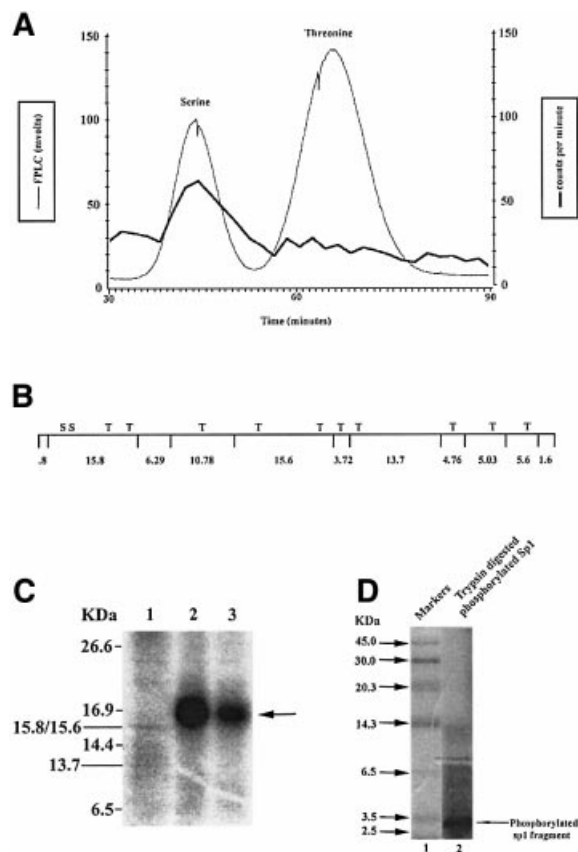 A
150
100
50
0
FPLC (mvolts)
Serine
Threonine
150
100
50
0
counts per minute
30
60
90
Time (minutes)
B
S S T T T T T T T T T T
.8 15.8 6.29 10.78 15.6 3.72 13.7 4.76 5.03 5.6 1.6
C
KDa 1 2 3
26.6
16.9
15.8/15.6
14.4
13.7
6.5
D
Markers
Trypsin digested
phosphorylated Sp1
KDa
45.0
30.0
20.3
14.3
6.5
3.5
2.5
Phosphorylated
sp1 fragment
1 2